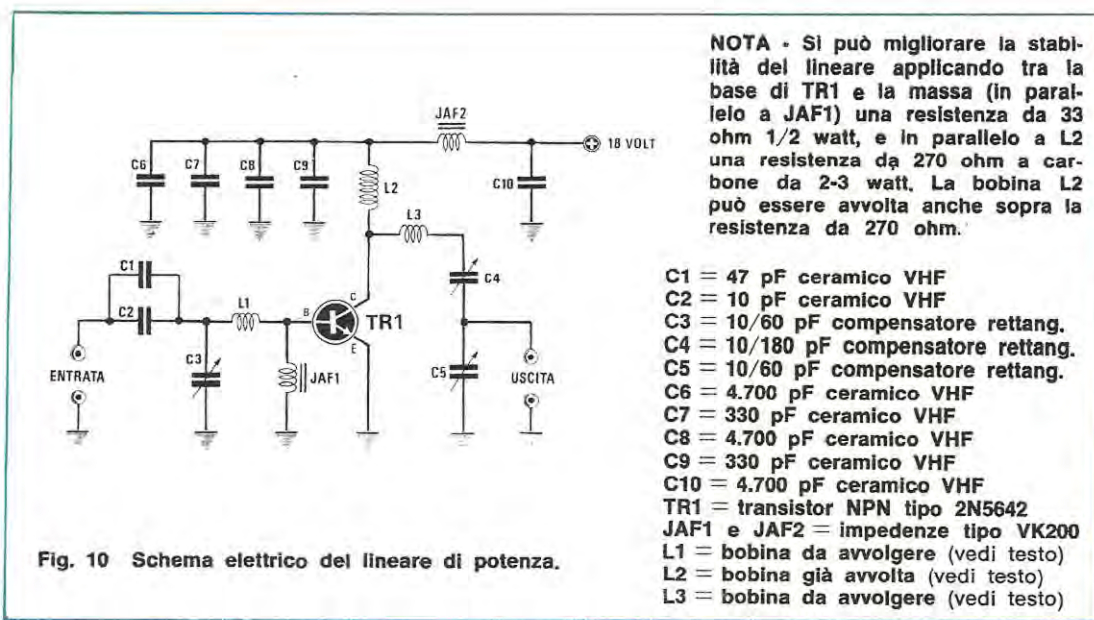 NOTA - Si può migliorare la stabi-
lità del lineare applicando tra la
base di TR1 e la massa (in paral-
lelo a JAF1) una resistenza da 33
ohm 1/2 watt, e in parallelo a L2
una resistenza da 270 ohm a car-
bone da 2-3 watt. La bobina L2
può essere avvolta anche sopra la
resistenza da 270 ohm.
JAF2
18 VOLT
C6
C7
C8
C9
C10
L2
L3
C1
C2
L1
B
C
E
TR1
C4
C3
C5
ENTRATA
JAF1
USCITA
C1 = 47 pF ceramico VHF
C2 = 10 pF ceramico VHF
C3 = 10/60 pF compensatore rettang.
C4 = 10/180 pF compensatore rettang.
C5 = 10/60 pF compensatore rettang.
C6 = 4.700 pF ceramico VHF
C7 = 330 pF ceramico VHF
C8 = 4.700 pF ceramico VHF
C9 = 330 pF ceramico VHF
C10 = 4.700 pF ceramico VHF
TR1 = transistor NPN tipo 2N5642
JAF1 e JAF2 = impedenze tipo VK200
L1 = bobina da avvolgere (vedi testo)
L2 = bobina già avvolta (vedi testo)
L3 = bobina da avvolgere (vedi testo)
Fig. 10 Schema elettrico del lineare di potenza.